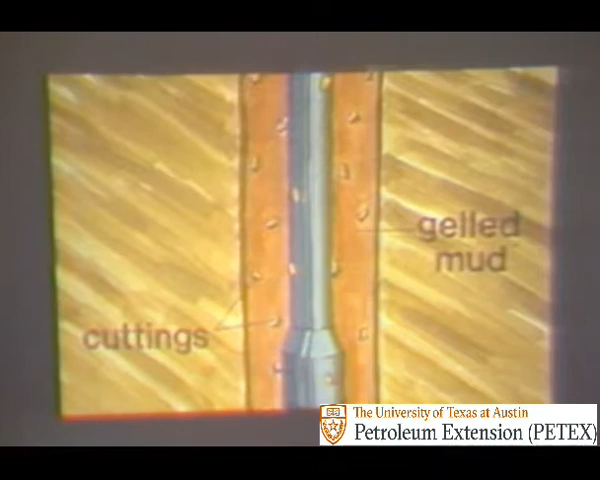 gelled
mud
cuttings
The University of Texas at Austin
Petroleum Extension (PETEX)